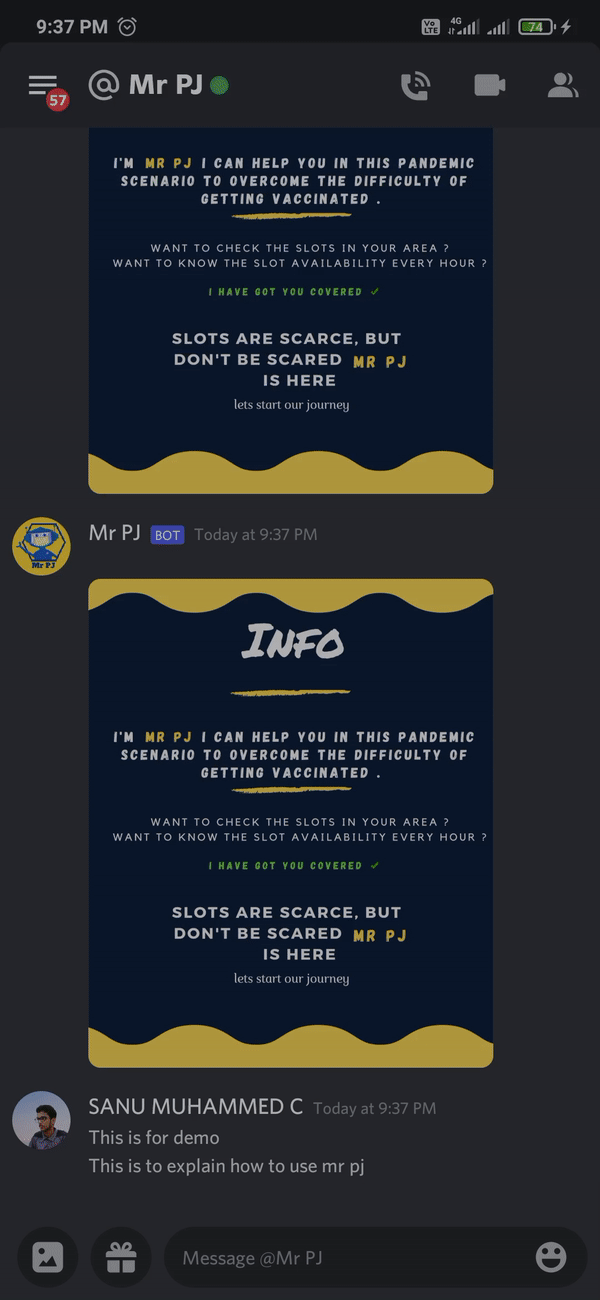 9:37 PM
Vo LTE 4G 74
57
@ Mr PJ
I'M MR PJ I CAN HELP YOU IN THIS PANDEMIC
SCENARIO TO OVERCOME THE DIFFICULTY OF
GETTING VACCINATED .
WANT TO CHECK THE SLOTS IN YOUR AREA ?
WANT TO KNOW THE SLOT AVAILABILITY EVERY HOUR ?
I HAVE GOT YOU COVERED ✓
SLOTS ARE SCARCE, BUT
DON'T BE SCARED MR PJ
IS HERE
lets start our journey
Mr PJ BOT Today at 9:37 PM
Mr PJ
INFO
I'M MR PJ I CAN HELP YOU IN THIS PANDEMIC
SCENARIO TO OVERCOME THE DIFFICULTY OF
GETTING VACCINATED .
WANT TO CHECK THE SLOTS IN YOUR AREA ?
WANT TO KNOW THE SLOT AVAILABILITY EVERY HOUR ?
I HAVE GOT YOU COVERED ✓
SLOTS ARE SCARCE, BUT
DON'T BE SCARED MR PJ
IS HERE
lets start our journey
SANU MUHAMMED C Today at 9:37 PM
This is for demo
This is to explain how to use mr pj
Message @Mr PJ